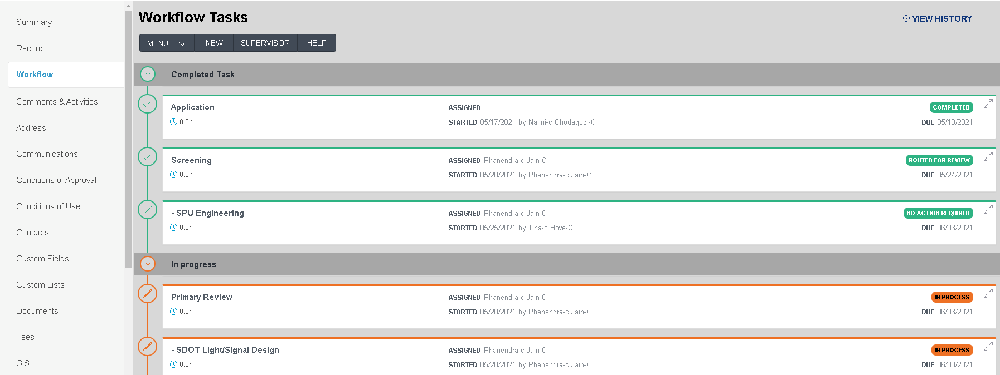 Summary
Record
Workflow
Comments & Activities
Address
Communications
Conditions of Approval
Conditions of Use
Contacts
Custom Fields
Custom Lists
Documents
Fees
GIS
Workflow Tasks
VIEW HISTORY
MENU NEW SUPERVISOR HELP
Completed Task
Application ASSIGNED COMPLETED
0.0h STARTED 05/17/2021 by Nalini-c Chodagudi-C DUE 05/19/2021
Screening ASSIGNED Phanendra-c Jain-C ROUTED FOR REVIEW
0.0h STARTED 05/20/2021 by Phanendra-c Jain-C DUE 05/24/2021
- SPU Engineering ASSIGNED Phanendra-c Jain-C NO ACTION REQUIRED
0.0h STARTED 05/25/2021 by Tina-c Hove-C DUE 06/03/2021
In progress
Primary Review ASSIGNED Phanendra-c Jain-C IN PROCESS
0.0h STARTED 05/20/2021 by Phanendra-c Jain-C DUE 06/03/2021
- SDOT Light/Signal Design ASSIGNED Phanendra-c Jain-C IN PROCESS
0.0h STARTED 05/20/2021 by Phanendra-c Jain-C DUE 06/03/2021